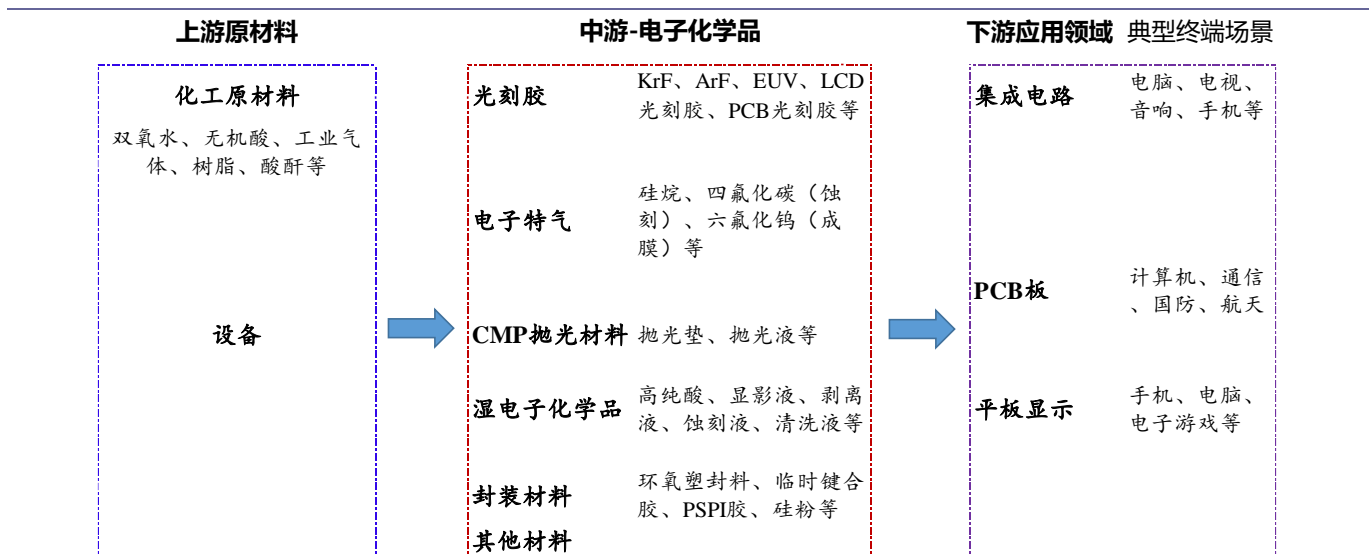 上游原材料
中游-电子化学品
下游应用领域 典型终端场景
化工原材料
双氧水、无机酸、工业气
体、树脂、酸酐等
设备
光刻胶
KrF、ArF、EUV、LCD
光刻胶、PCB光刻胶等
电子特气
硅烷、四氟化碳（蚀
刻）、六氟化钨（成
膜）等
CMP抛光材料
抛光垫、抛光液等
湿电子化学品
高纯酸、显影液、剥离
液、蚀刻液、清洗液等
封装材料
环氧塑封料、临时键合
胶、PSPI胶、硅粉等
其他材料
集成电路
电脑、电视、
音响、手机等
PCB板
计算机、通信
、国防、航天
平板显示
手机、电脑、
电子游戏等